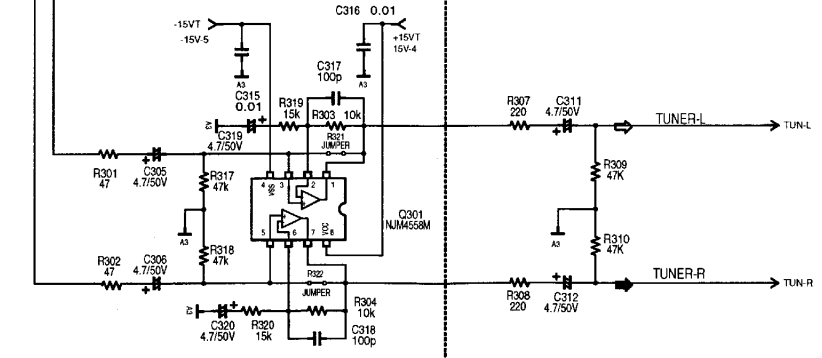 C316 0.01
-15VT
-15V-5
+15VT
15V-4
A3
A3
C317
100p
C315
0.01
R319
15k
R303 10k
R321
JUMPER
A3
C319
4.7/50V
R307
220
C311
4.7/50V
TUNER-L
TUN-L
R301
47
C305
4.7/50V
R317
47k
4 3 2 1
VSS
R309
47K
Q301
NJM4558M
VCC
5 6 7 8
A3
A3
R318
47k
R310
47K
R302
47
C306
4.7/50V
R322
JUMPER
TUNER-R
TUN-R
R308
220
C312
4.7/50V
A3
C320
4.7/50V
R320
15k
R304
10k
C318
100p